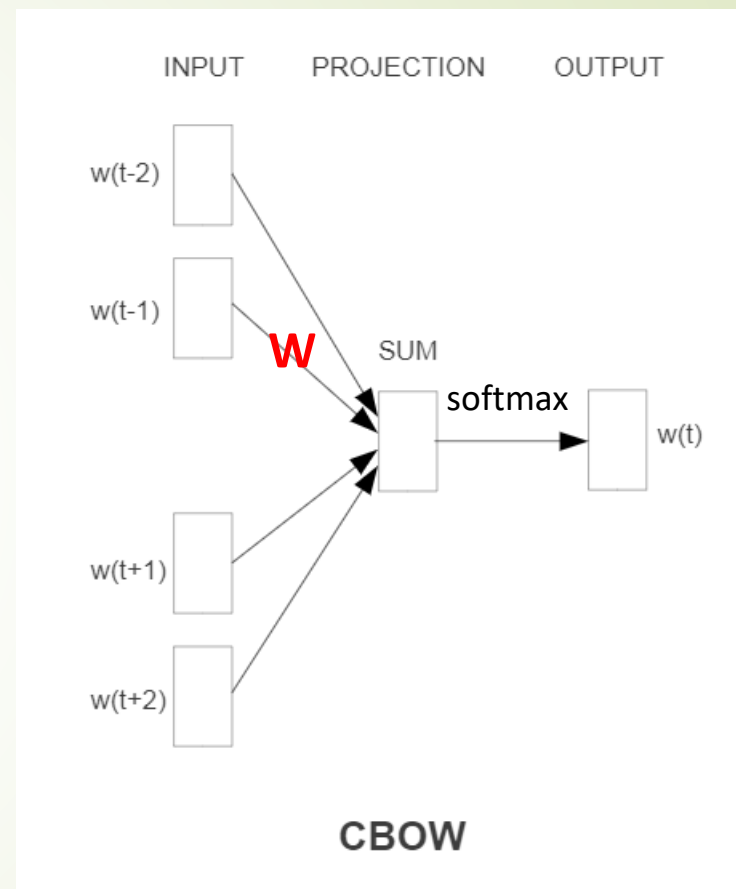 INPUT PROJECTION OUTPUT
w(t-2)
w(t-1)
W
SUM
softmax
w(t)
w(t+1)
w(t+2)
CBOW